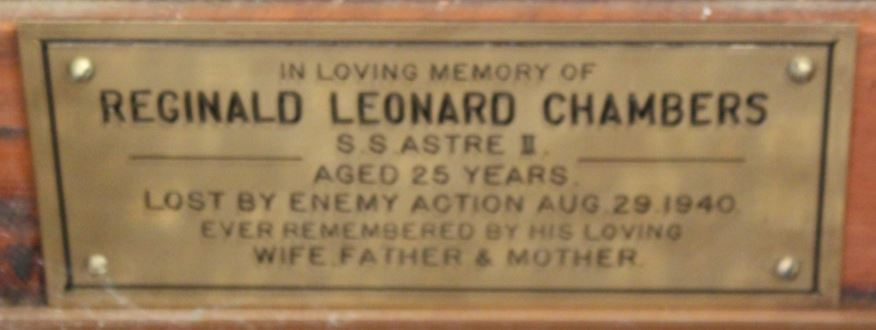 IN LOVING MEMORY OF
REGINALD LEONARD CHAMBERS
S.S. ASTRE II.
AGED 25 YEARS.
LOST BY ENEMY ACTION AUG. 29. 1940.
EVER REMEMBERED BY HIS LOVING
WIFE. FATHER & MOTHER.